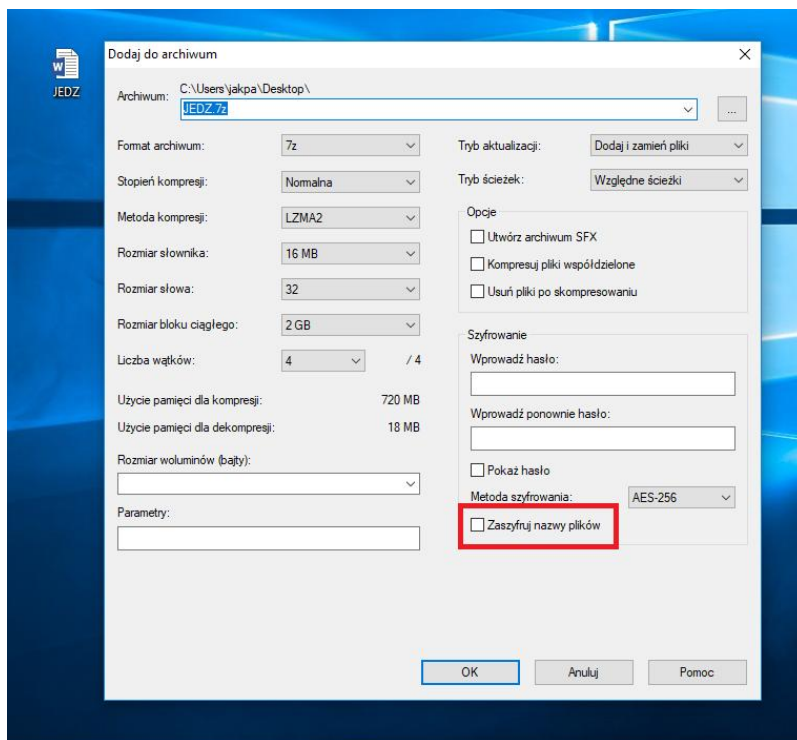 JEDZ
Dodaj do archiwum
Archiwum:
C:\Users\jakpa\Desktop\
JEDZ.7z
...
Format archiwum:
7z
Stopień kompresji:
Normalna
Metoda kompresji:
LZMA2
Rozmiar słownika:
16 MB
Rozmiar słowa:
32
Rozmiar bloku ciągłego:
2 GB
Liczba wątków:
4
/ 4
Użycie pamięci dla kompresji:
720 MB
Użycie pamięci dla dekompresji:
18 MB
Rozmiar woluminów (bajty):
Parametry:
Tryb aktualizacji:
Dodaj i zamień pliki
Tryb ścieżek:
Względne ścieżki
Opcje
Utwórz archiwum SFX
Kompresuj pliki współdzielone
Usuń pliki po skompresowaniu
Szyfrowanie
Wprowadź hasło:
Wprowadź ponownie hasło:
Pokaż hasło
Metoda szyfrowania:
AES-256
Zaszyfruj nazwy plików
OK
Anuluj
Pomoc